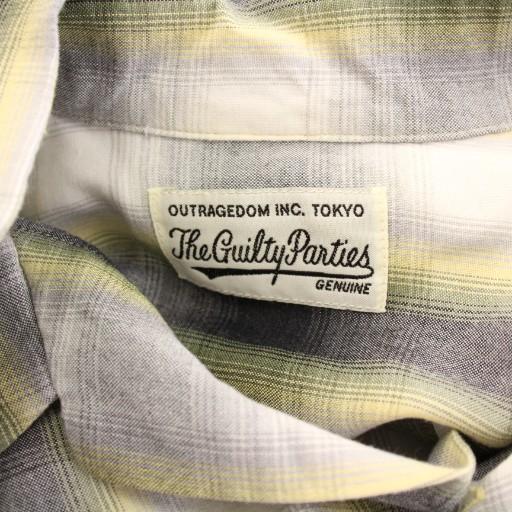 OUTRAGEDOM INC. TOKYO
The Guilty Parties
GENUINE